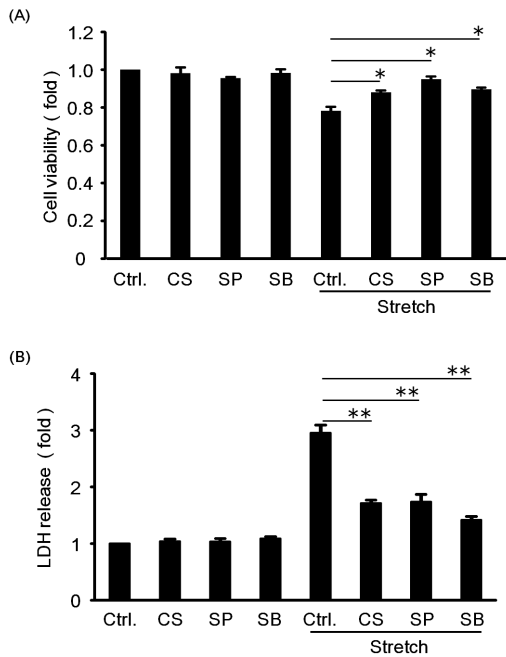 (A)
Cell viability ( fold )
1.2
1.0
0.8
0.6
0.4
0.2
0
*
*
*
Ctrl. CS SP SB Ctrl. CS SP SB
Stretch
(B)
LDH release ( fold )
4
3
2
1
0
**
**
**
Ctrl. CS SP SB Ctrl. CS SP SB
Stretch